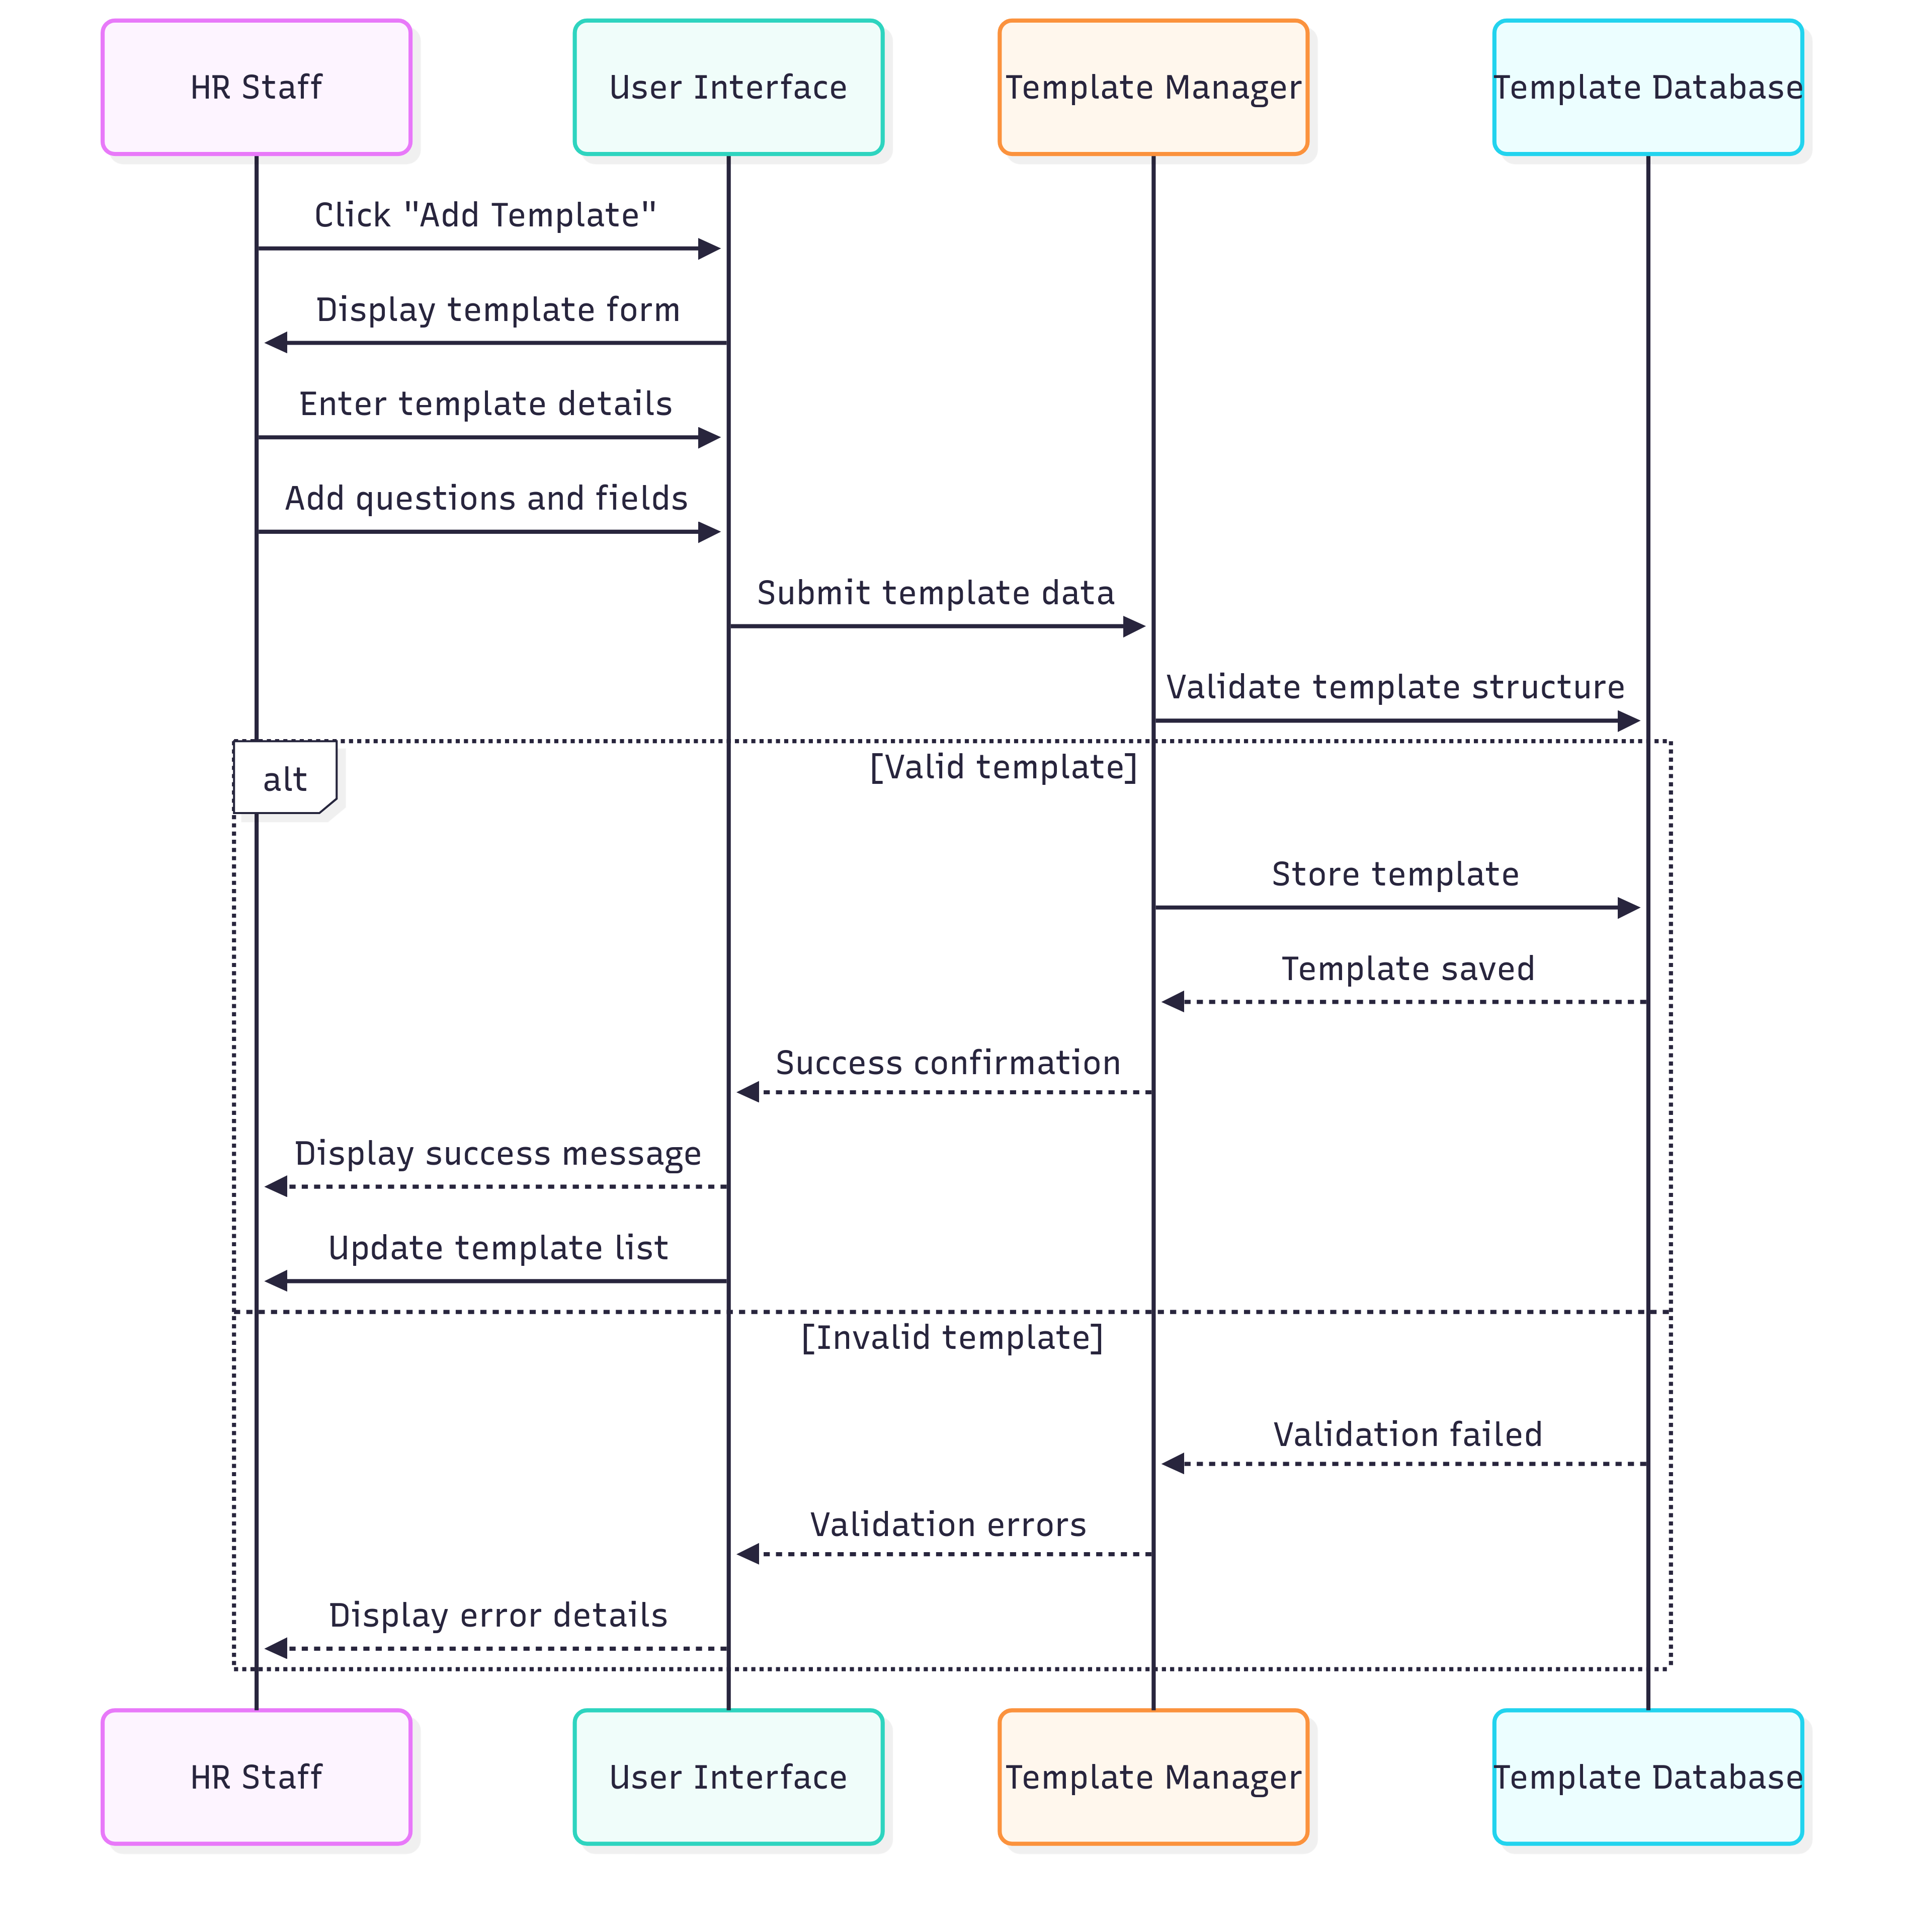 HR Staff
User Interface
Template Manager
Template Database
Click "Add Template"
Display template form
Enter template details
Add questions and fields
Submit template data
Validate template structure
alt
[Valid template]
Store template
Template saved
Success confirmation
Display success message
Update template list
[Invalid template]
Validation failed
Validation errors
Display error details
HR Staff
User Interface
Template Manager
Template Database